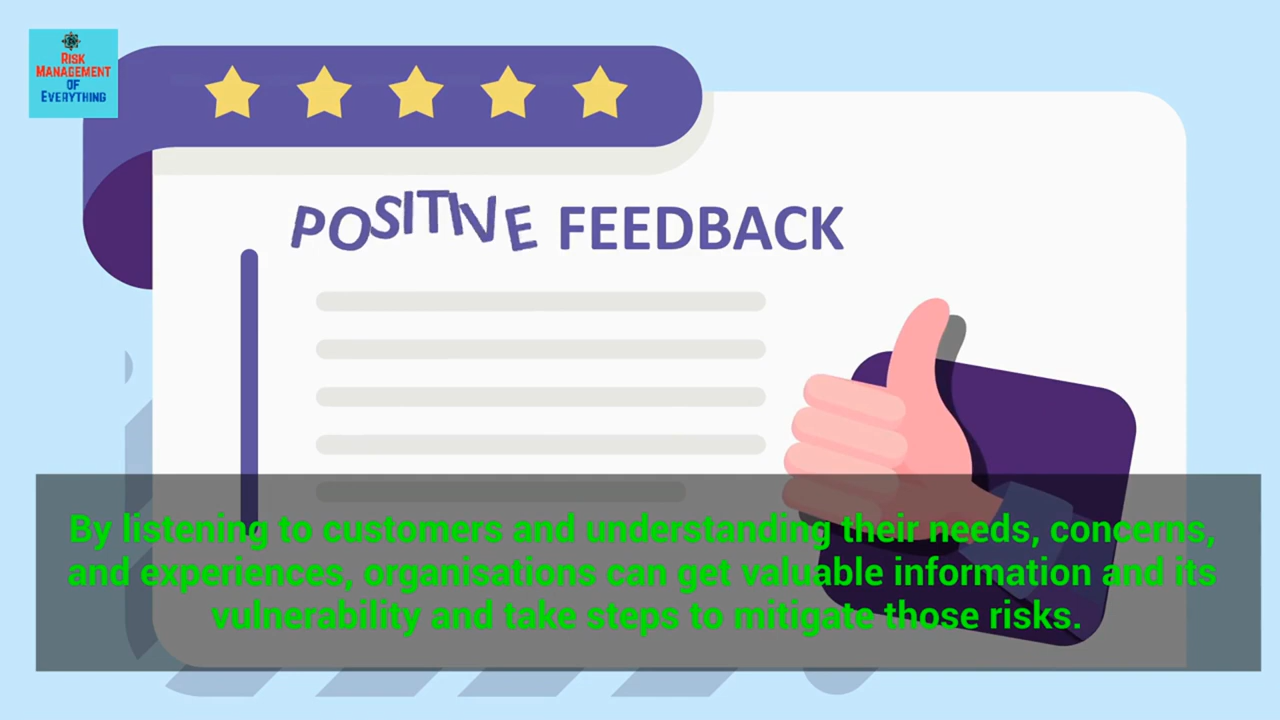 RISK
MANAGEMENT
OF
EVERYTHING
POSITIVE FEEDBACK
By listening to customers and understanding their needs, concerns,
and experiences, organisations can get valuable information and its
vulnerability and take steps to mitigate those risks.